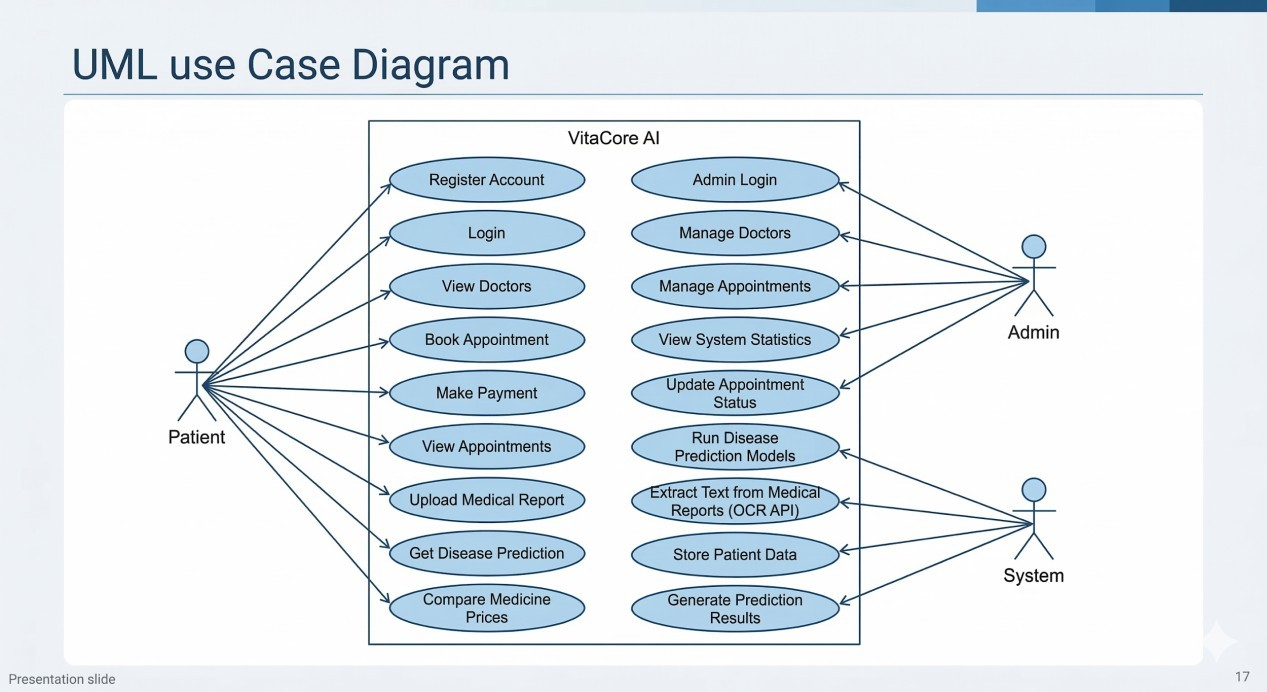 UML use Case Diagram
VitaCore AI
Register Account
Login
View Doctors
Book Appointment
Make Payment
View Appointments
Upload Medical Report
Get Disease Prediction
Compare Medicine
Prices
Admin Login
Manage Doctors
Manage Appointments
View System Statistics
Update Appointment
Status
Run Disease
Prediction Models
Extract Text from Medical
Reports (OCR API)
Store Patient Data
Generate Prediction
Results
Patient
Admin
System
Presentation slide
17